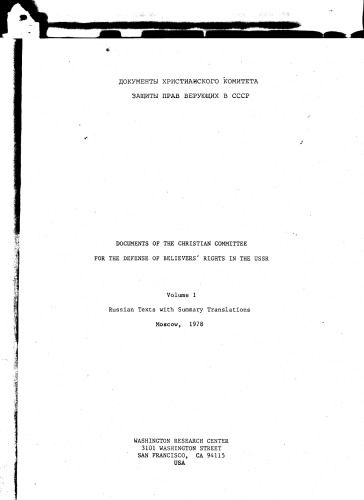 ДОКУМЕНТЫ ХРИСТИАНСКОГО КОМИТЕТА
ЗАЩИТЫ ПРАВ ВЕРУЮЩИХ В СССР
DOCUMENTS OF THE CHRISTIAN COMMITTEE
FOR THE DEFENSE OF BELIEVERS' RIGHTS IN THE USSR
Volume 1
Russian Texts with Summary Translations
Moscow, 1978
WASHINGTON RESEARCH CENTER
3101 WASHINGTON STREET
SAN FRANCISCO, CA 94115
USA